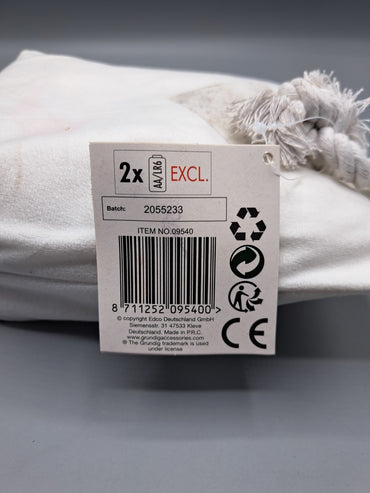 2x AA/LR6 EXCL.
Batch: 2055233
ITEM NO:09540
8 711252 095400>
© copyright Edco Deutschland GmbH
Siemensstr. 31 47533 Kleve
Deutschland. Made in P.R.C.
www.grundigaccessories.com
® The Grundig trademark is used
under license
CE